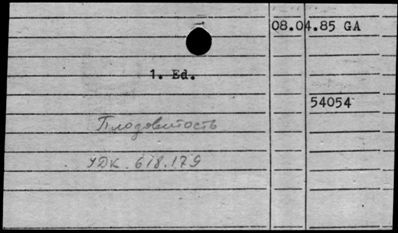 08.04.85 GA
1. Ed.
54054
Плодовитость
УДК 618.179